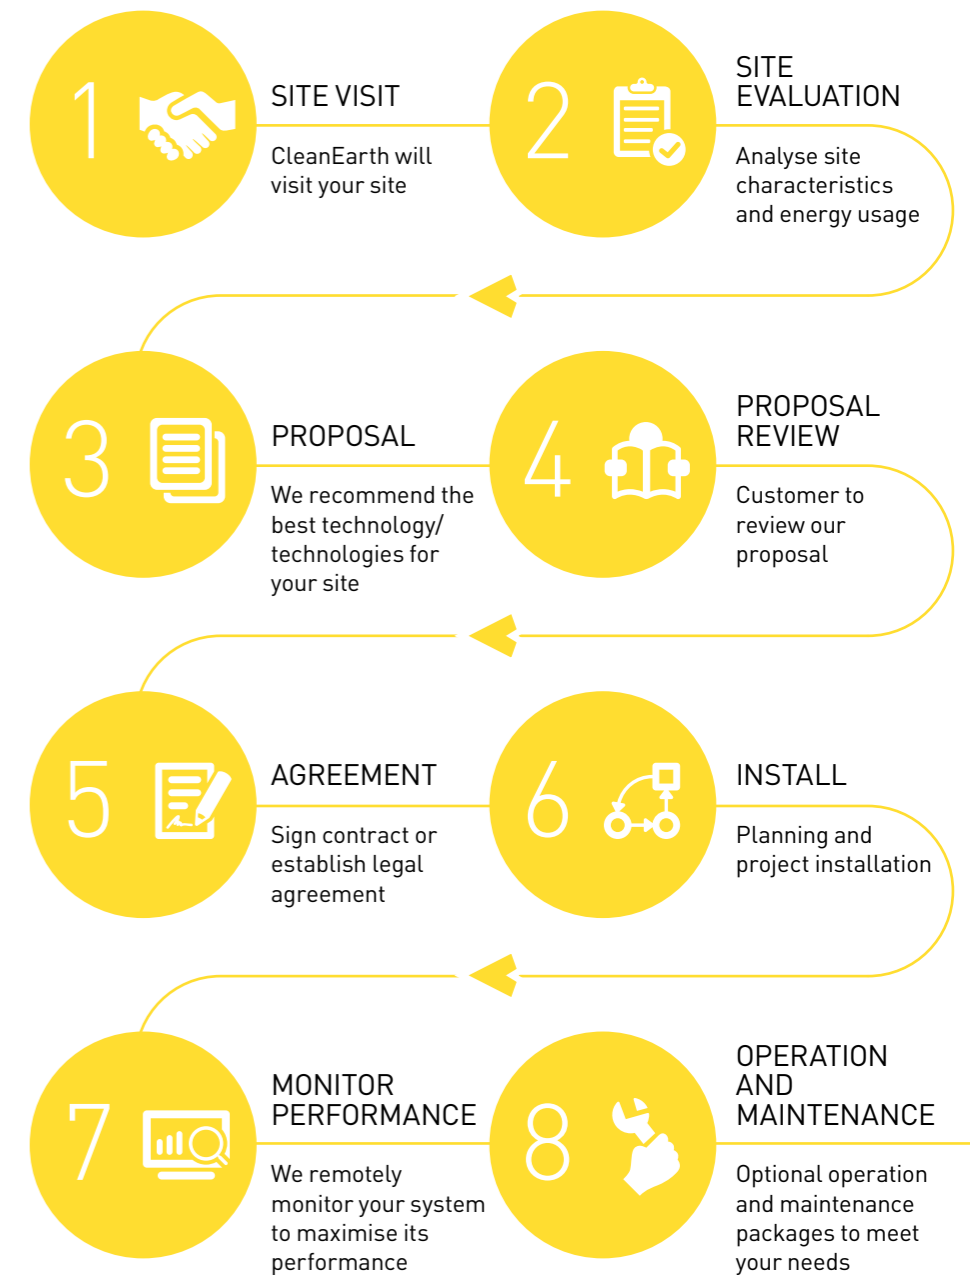 1
SITE VISIT
CleanEarth will
visit your site
2
SITE
EVALUATION
Analyse site
characteristics
and energy usage
3
PROPOSAL
We recommend the
best technology/
technologies for
your site
4
PROPOSAL
REVIEW
Customer to
review our
proposal
5
AGREEMENT
Sign contract or
establish legal
agreement
6
INSTALL
Planning and
project installation
7
MONITOR
PERFORMANCE
We remotely
monitor your system
to maximise its
performance
8
OPERATION
AND
MAINTENANCE
Optional operation
and maintenance
packages to meet
your needs